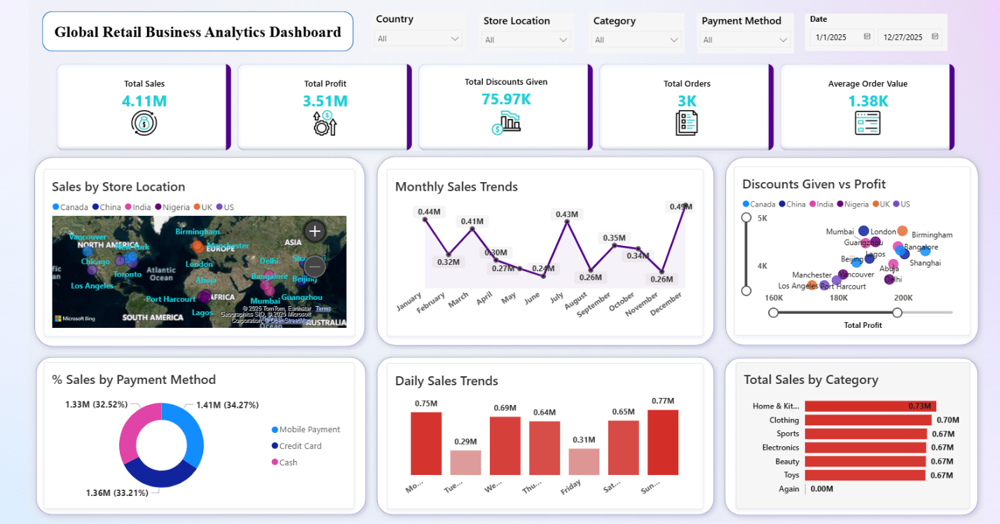 Global Retail Business Analytics Dashboard
Country
All
Store Location
All
Category
All
Payment Method
All
Date
1/1/2025
12/27/2025
Total Sales
4.11M
Total Profit
3.51M
Total Discounts Given
75.97K
Total Orders
3K
Average Order Value
1.38K
Sales by Store Location
Canada China India Nigeria UK US
Vancouver
NORTH AMERICA
New York
Chicago
Toronto
Los Angeles
Atlantic
Ocean
Birmingham
Manchester
EUROPE
London
ASIA
Delhi
Bangalore
Beijing
Abuja
Port Harcourt
AFRICA
Lagos
Mumbai
Guangzhou
SOUTH AMERICA
AUSTRALIA
Microsoft Bing
© 2025 TomTom, Earthstar
Geographics SIO, © 2025 Microsoft
Corporation, © OpenStreetMap
Terms
Monthly Sales Trends
0.44M
0.32M
0.41M
0.30M
0.27M
0.24M
0.43M
0.26M
0.35M
0.34M
0.26M
0.49M
January
February
March
April
May
June
July
August
September
October
November
December
Discounts Given vs Profit
Canada China India Nigeria UK US
5K
4K
Mumbai
London
Birmingham
Guangzhou
Bangalore
Lagos
Beijing
Shanghai
Abuja
Manchester
Vancouver
Delhi
Los Angeles
Port Harcourt
160K
180K
200K
Total Profit
% Sales by Payment Method
1.33M (32.52%)
1.41M (34.27%)
1.36M (33.21%)
Mobile Payment
Credit Card
Cash
Daily Sales Trends
0.75M
0.29M
0.69M
0.64M
0.31M
0.65M
0.77M
Mo...
Tue...
We...
Thu...
Friday
Sat...
Sun...
Total Sales by Category
Home & Kit... 0.73M
Clothing 0.70M
Sports 0.67M
Electronics 0.67M
Beauty 0.67M
Toys 0.67M
Again 0.00M